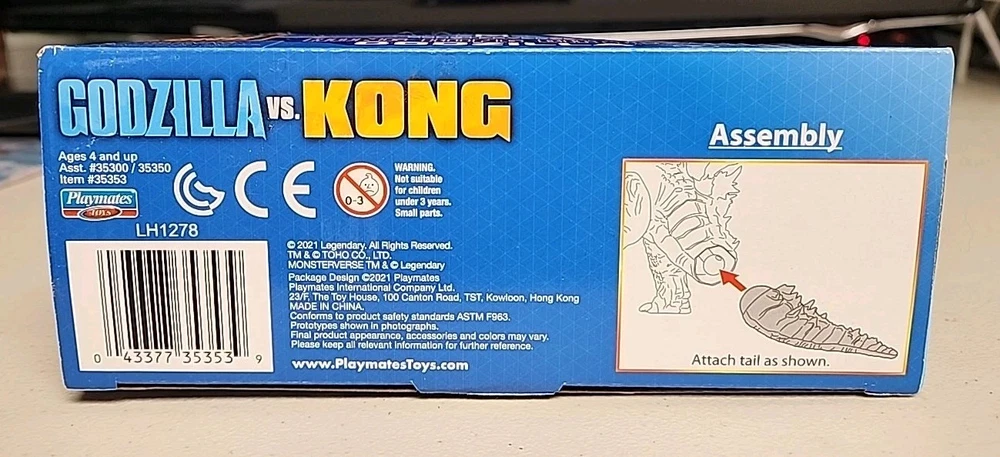 GODZILLA VS. KONG
Ages 4 and up
Asst. #35300 / 35350
Item #35353
Playmates
TOYS
LH1278
CE
0-3
WARNING.
Not suitable
for children
under 3 years.
Small parts.
© 2021 Legendary. All Rights Reserved.
TM & © TOHO CO., LTD.
MONSTERVERSE TM & © Legendary
Package Design ©2021 Playmates
Playmates International Company Ltd.
23/F, The Toy House, 100 Canton Road, TST, Kowloon, Hong Kong
MADE IN CHINA.
Conforms to product safety standards ASTM F963.
Prototypes shown in photographs.
Final product appearance, accessories and colors may vary.
Please keep all relevant information for further reference.
www.PlaymatesToys.com
0 43377 35353 9
Assembly
Attach tail as shown.